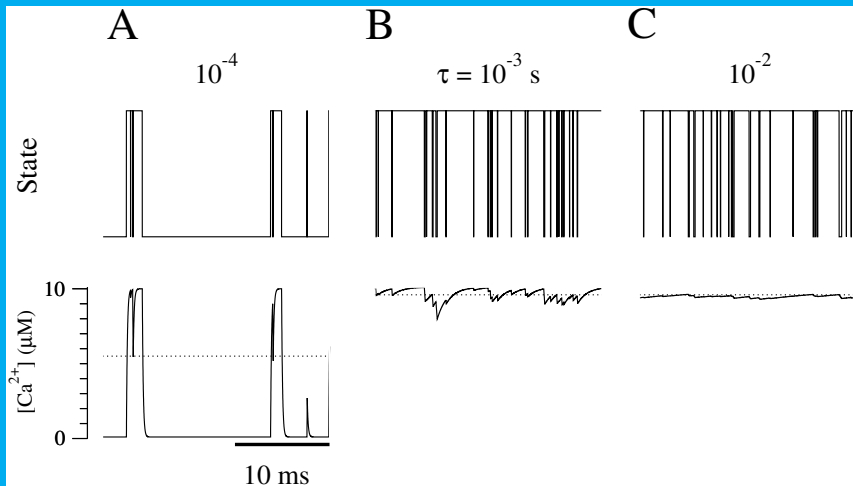 A
B
C
10⁻⁴
τ = 10⁻³ s
10⁻²
State
[Ca²⁺] (μM)
10
0
10 ms